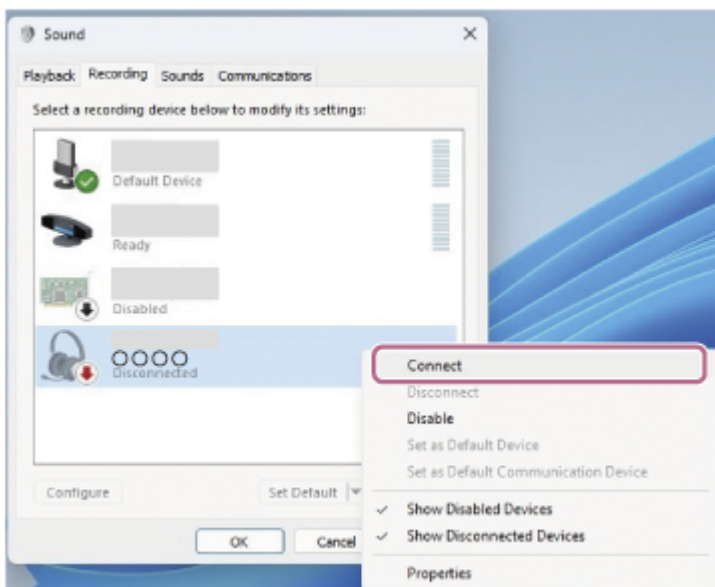 Sound
Playback Recording Sounds Communications
Select a recording device below to modify its settings:
Default Device
Ready
Disabled
○○○○
Disconnected
Configure
Set Default
OK
Cancel
Connect
Disconnect
Disable
Set as Default Device
Set as Default Communication Device
Show Disabled Devices
Show Disconnected Devices
Properties